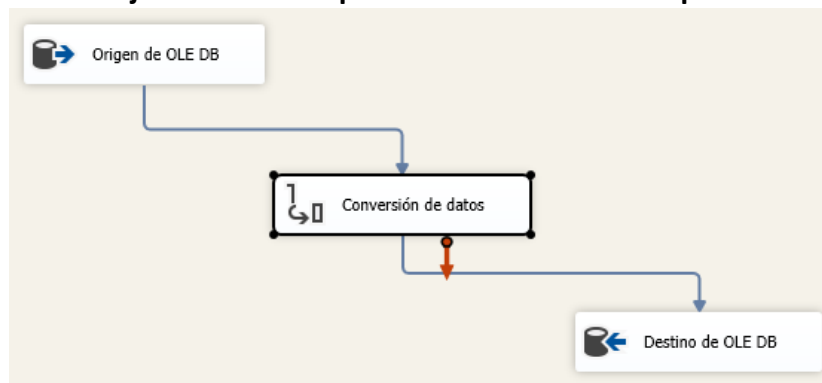 Origen de OLE DB
Conversión de datos
Destino de OLE DB